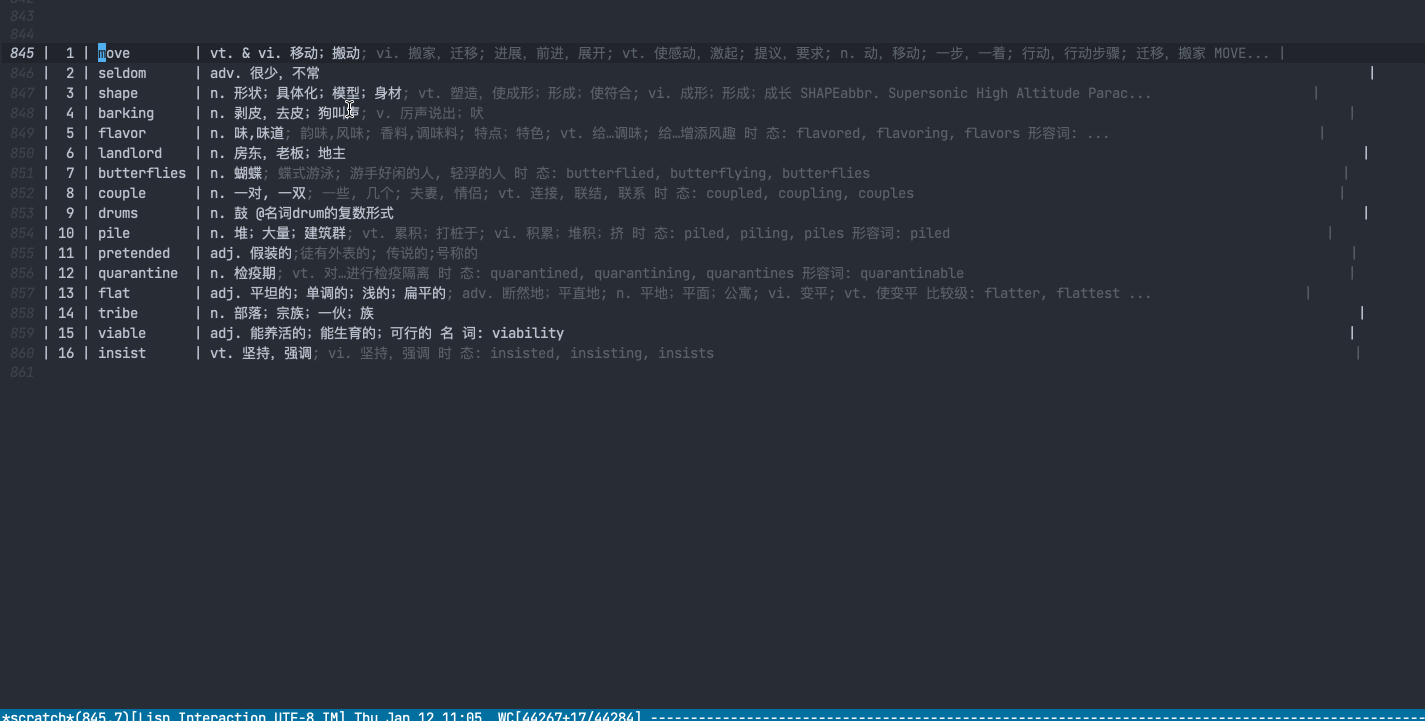 842
843
844
845 | 1 | move | vt. & vi. 移动; 搬动; vi. 搬家, 迁移; 进展, 前进, 展开; vt. 使感动, 激起; 提议, 要求; n. 动, 移动; 一步, 一着; 行动, 行动步骤; 迁移, 搬家 MOVE... |
846 | 2 | seldom | adv. 很少, 不常 |
847 | 3 | shape | n. 形状; 具体化; 模型; 身材; vt. 塑造, 使成形; 形成; 使符合; vi. 成形; 形成; 成长 SHAPEabbr. Supersonic High Altitude Parac... |
848 | 4 | barking | n. 剥皮, 去皮; 狗叫声; v. 厉声说出; 吠 |
849 | 5 | flavor | n. 味,味道; 韵味,风味; 香料,调味料; 特点; 特色; vt. 给…调味; 给…增添风趣 时 态: flavored, flavoring, flavors 形容词: ... |
850 | 6 | landlord | n. 房东, 老板; 地主 |
851 | 7 | butterflies | n. 蝴蝶; 蝶式游泳; 游手好闲的人, 轻浮的人 时 态: butterflied, butterflying, butterflies |
852 | 8 | couple | n. 一对, 一双; 一些, 几个; 夫妻, 情侣; vt. 连接, 联结, 联系 时 态: coupled, coupling, couples |
853 | 9 | drums | n. 鼓 @名词drum的复数形式 |
854 | 10 | pile | n. 堆; 大量; 建筑群; vt. 累积; 打桩于; vi. 积累; 堆积; 挤 时 态: piled, piling, piles 形容词: piled |
855 | 11 | pretended | adj. 假装的;徒有外表的; 传说的;号称的 |
856 | 12 | quarantine | n. 检疫期; vt. 对…进行检疫隔离 时 态: quarantined, quarantining, quarantines 形容词: quarantinable |
857 | 13 | flat | adj. 平坦的; 单调的; 浅的; 扁平的; adv. 断然地; 平直地; n. 平地; 平面; 公寓; vi. 变平; vt. 使变平 比较级: flatter, flattest ... |
858 | 14 | tribe | n. 部落; 宗族; 一伙; 族 |
859 | 15 | viable | adj. 能养活的; 能生育的; 可行的 名 词: viability |
860 | 16 | insist | vt. 坚持, 强调; vi. 坚持, 强调 时 态: insisted, insisting, insists |
861
*scratch*(845,7)[Lisp Interaction UTF-8 IM] Thu Jan 12 11:05 WC[44267+17/44284] ----------